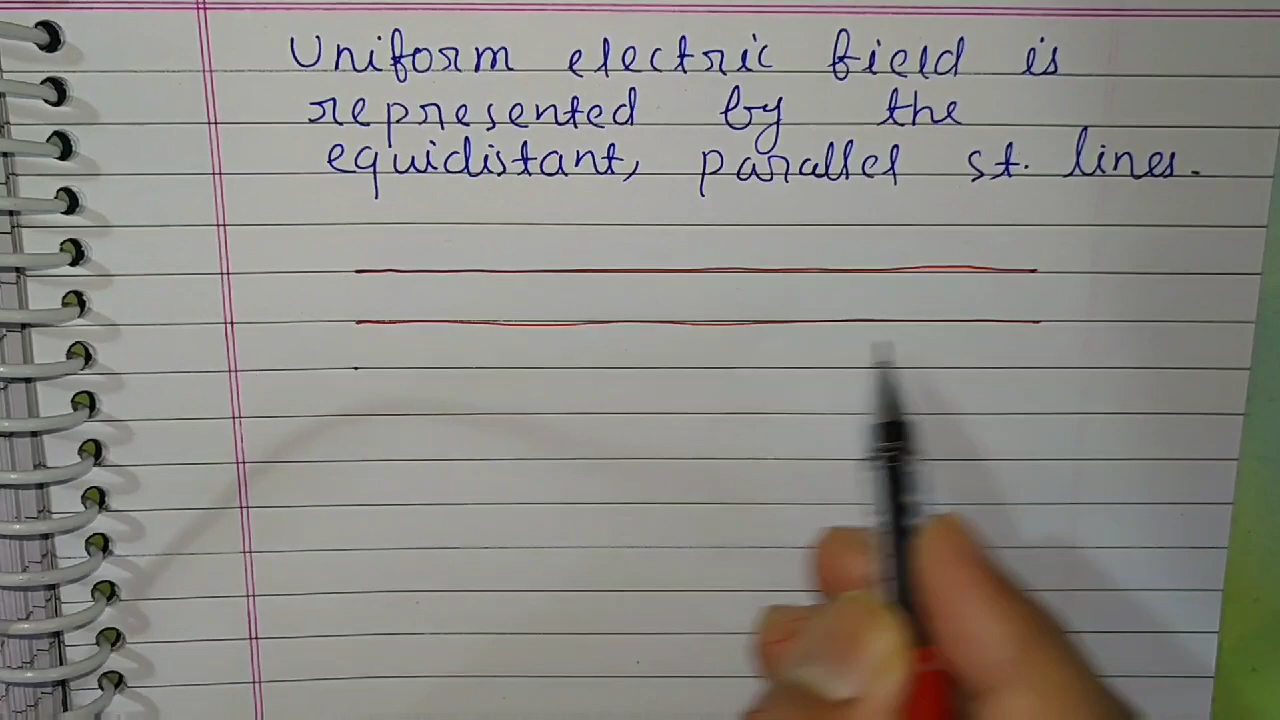 Uniform electric field is
represented by the
equidistant, parallel st. lines.